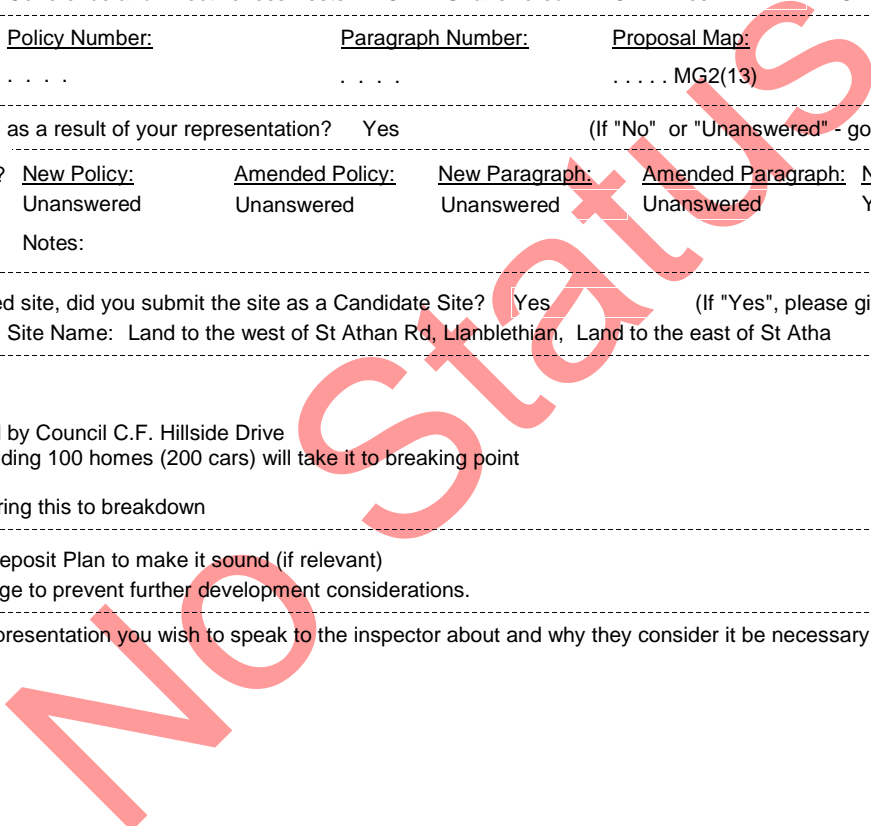 Policy Number: Paragraph Number: Proposal Map:
. . . . . . . . . . . . . MG2(13)
as a result of your representation? Yes (If "No" or "Unanswered" - go
? New Policy: Amended Policy: New Paragraph: Amended Paragraph: N
Unanswered Unanswered Unanswered Unanswered Y
Notes:
ed site, did you submit the site as a Candidate Site? Yes (If "Yes", please gi
Site Name: Land to the west of St Athan Rd, Llanblethian, Land to the east of St Atha
by Council C.F. Hillside Drive
ding 100 homes (200 cars) will take it to breaking point
ring this to breakdown
eposit Plan to make it sound (if relevant)
ge to prevent further development considerations.
presentation you wish to speak to the inspector about and why they consider it be necessary
No Status